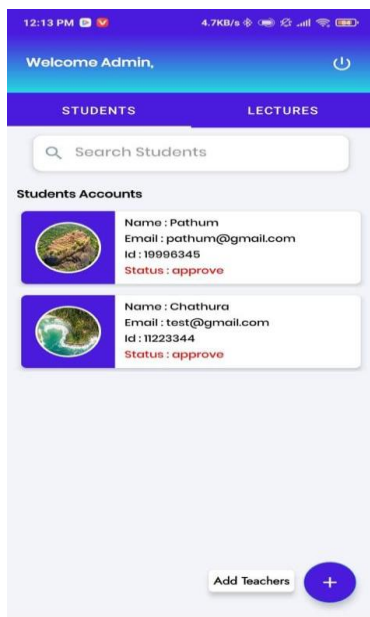 12:13 PM 4.7KB/s
Welcome Admin,
STUDENTS LECTURES
Search Students
Students Accounts
Name : Pathum
Email : pathum@gmail.com
Id : 19996345
Status : approve
Name : Chathura
Email : test@gmail.com
Id : 11223344
Status : approve
Add Teachers +